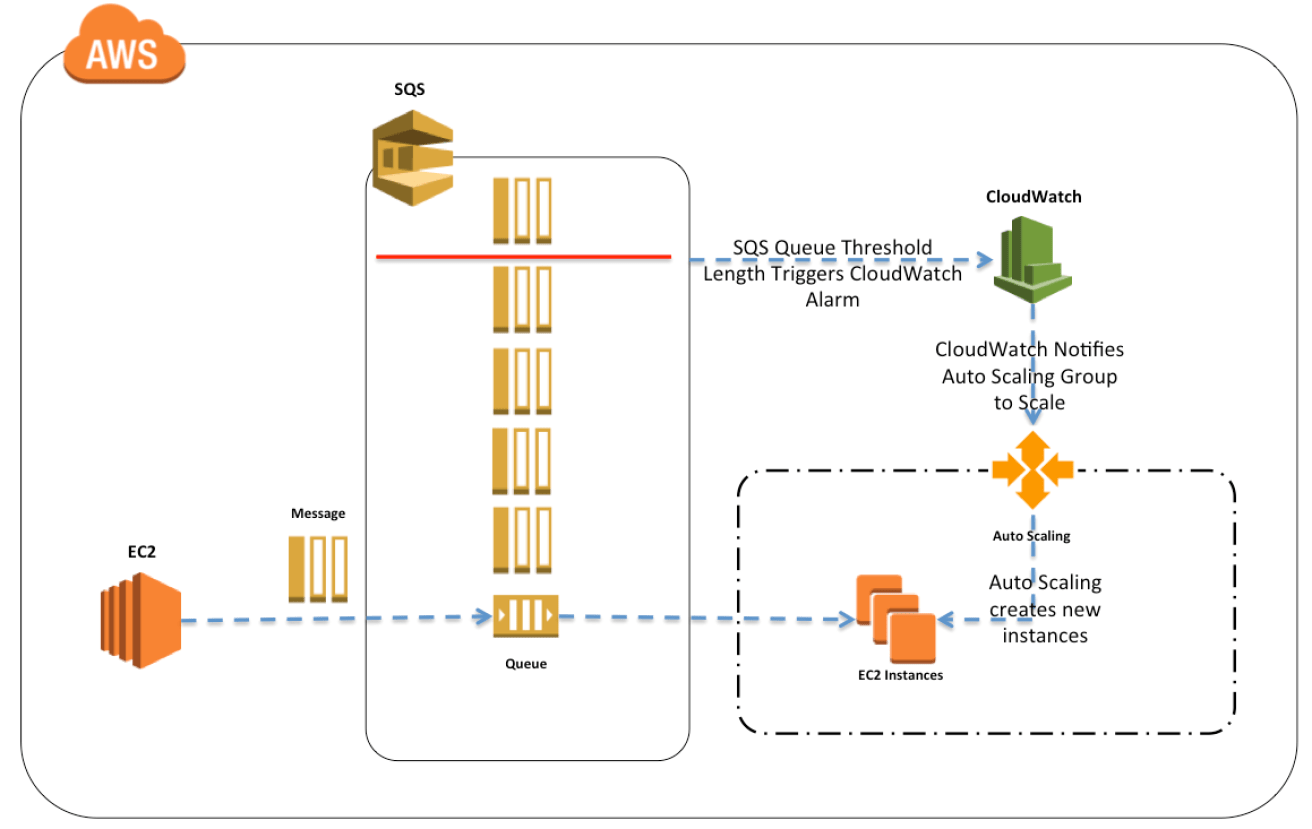 AWS
SQS
CloudWatch
SQS Queue Threshold
Length Triggers CloudWatch
Alarm
CloudWatch Notifies
Auto Scaling Group
to Scale
Message
EC2
Auto Scaling
Auto Scaling
creates new
instances
Queue
EC2 Instances